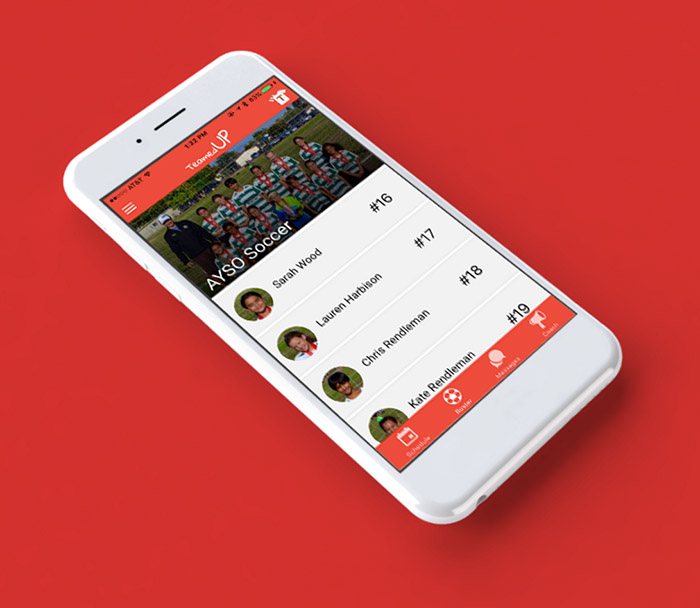 AT&T
1:22 PM
83%
TeamedUP
AYSO Soccer
Sarah Wood
#16
Lauren Harbison
#17
Chris Rendleman
#18
Kate Rendleman
#19
Schedule
Roster
Messages
Coach